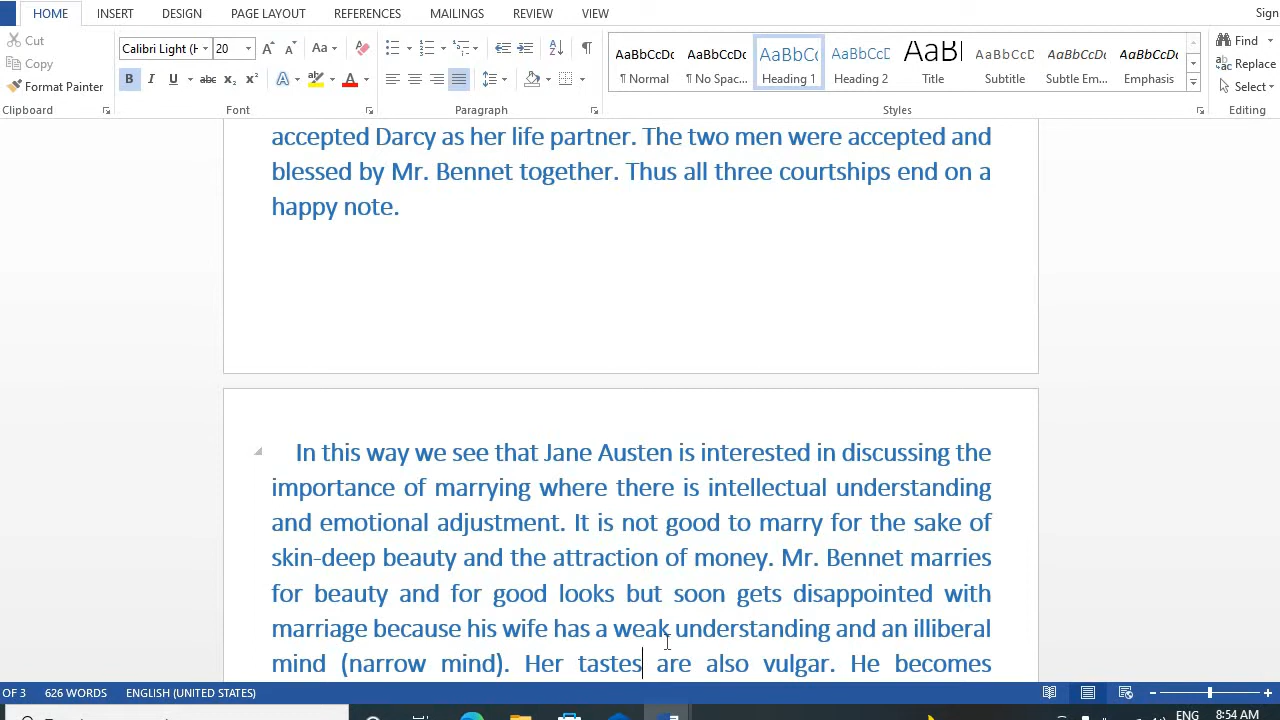 HOME INSERT DESIGN PAGE LAYOUT REFERENCES MAILINGS REVIEW VIEW Sign
Cut
Copy
Format Painter
Clipboard
Calibri Light (H 20
Aa
B I U abc x₂ x² A A
Font
Paragraph
AaBbCcDc AaBbCcDc AaBbCc AaBbCcD AaB AaBbCcD AaBbCcDc AaBbCcDc
¶ Normal ¶ No Spac... Heading 1 Heading 2 Title Subtitle Subtle Em... Emphasis
Styles
Find
Replace
Select
Editing
accepted Darcy as her life partner. The two men were accepted and
blessed by Mr. Bennet together. Thus all three courtships end on a
happy note.
In this way we see that Jane Austen is interested in discussing the
importance of marrying where there is intellectual understanding
and emotional adjustment. It is not good to marry for the sake of
skin-deep beauty and the attraction of money. Mr. Bennet marries
for beauty and for good looks but soon gets disappointed with
marriage because his wife has a weak understanding and an illiberal
mind (narrow mind). Her tastes are also vulgar. He becomes
OF 3 626 WORDS ENGLISH (UNITED STATES)
ENG 8:54 AM